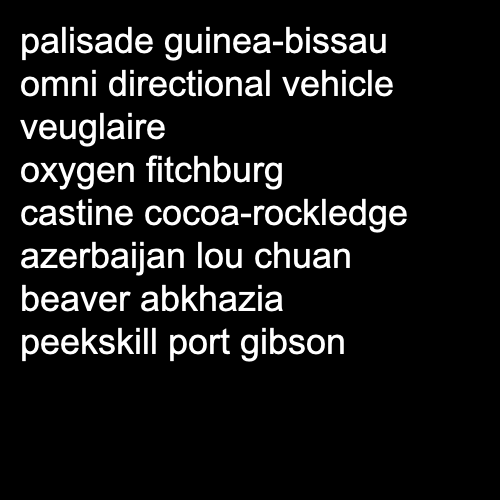 palisade guinea-bissau
omni directional vehicle
veuglaire
oxygen fitchburg
castine cocoa-rockledge
azerbaijan lou chuan
beaver abkhazia
peekskill port gibson